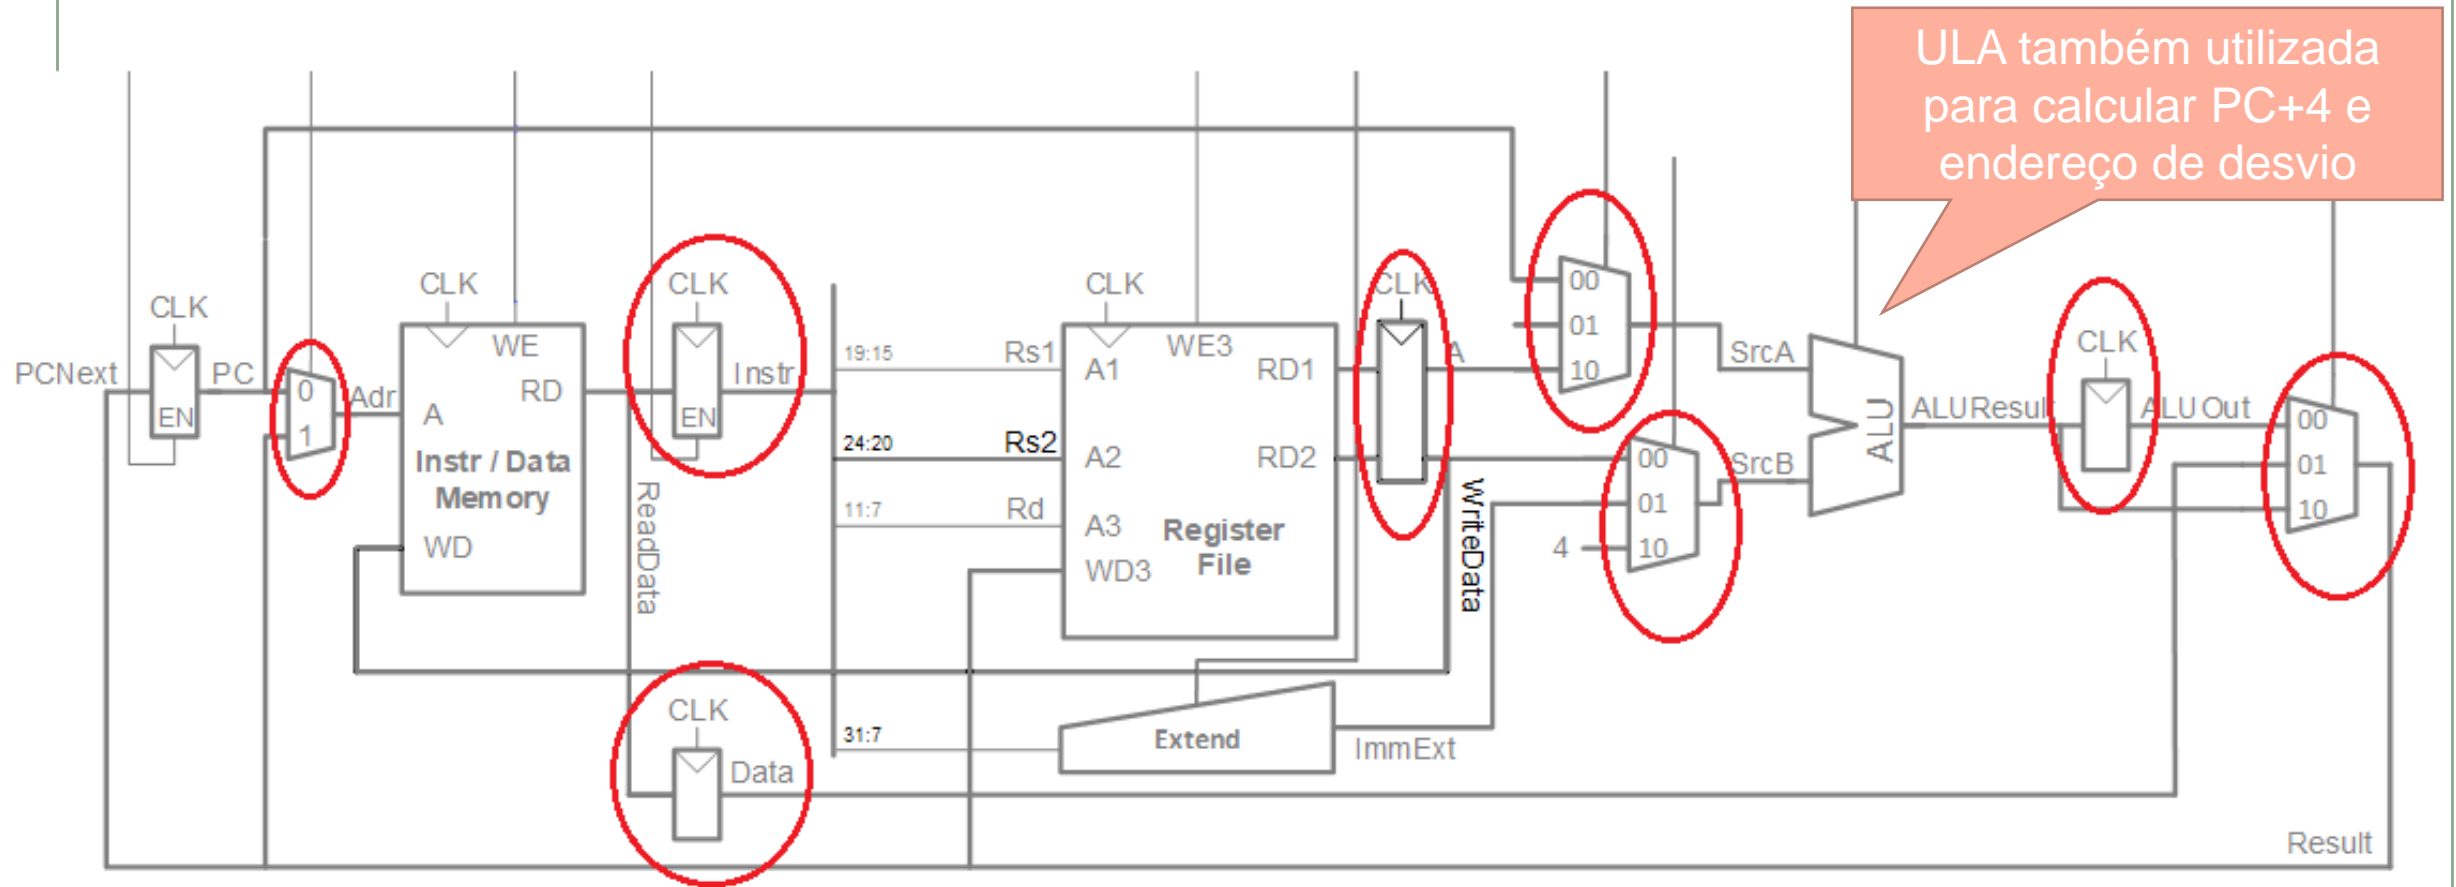 ULA também utilizada
para calcular PC+4 e
endereço de desvio
CLK
CLK
CLK
CLK
CLK
CLK
PCNext
PC
EN
0
1
Adr
WE
RD
A
Instr / Data
Memory
WD
EN
Instr
ReadData
19:15
Rs1
24:20
Rs2
11:7
Rd
A1
WE3
RD1
A2
RD2
A3
Register
File
WD3
A
WriteData
00
01
10
00
01
4
10
SrcA
SrcB
ALU
ALUResult
ALUOut
00
01
10
CLK
Data
31:7
Extend
ImmExt
Result